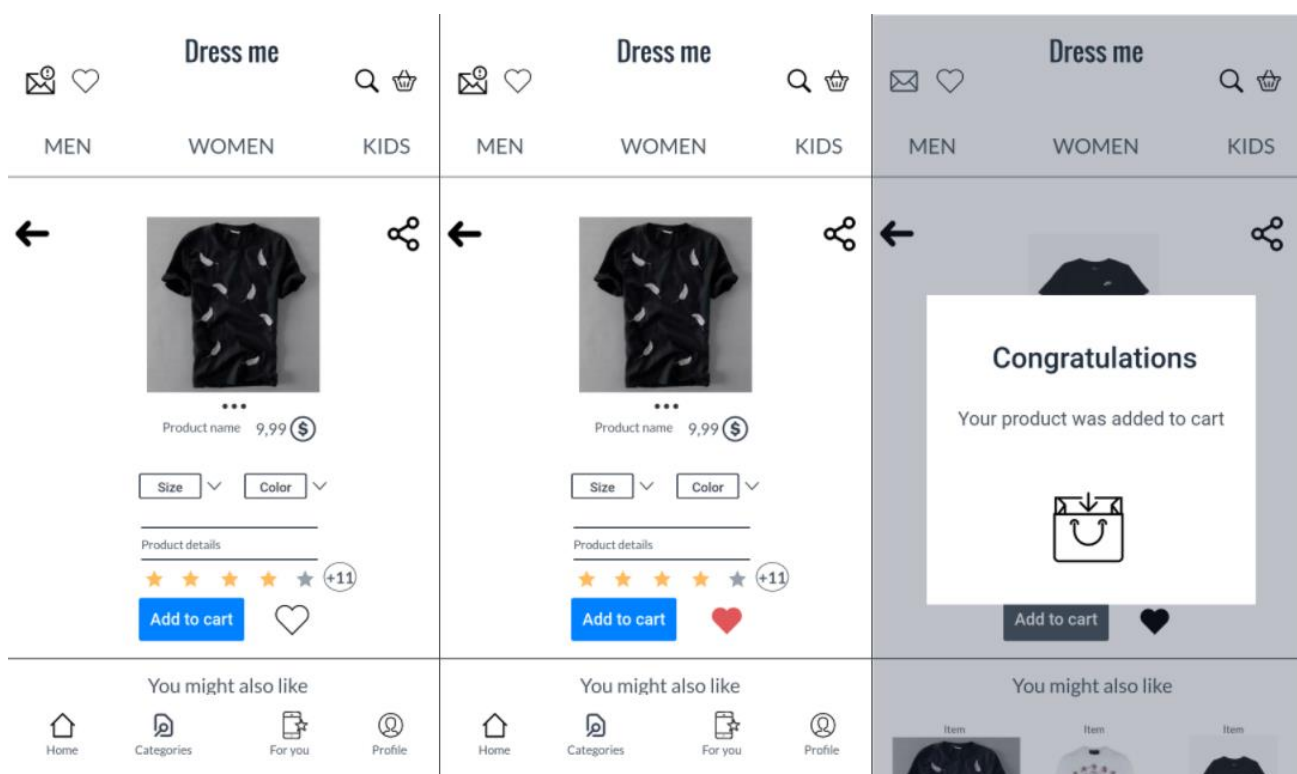 Dress me
MEN WOMEN KIDS
Product name 9,99 $
Size Color
Product details
+11
Add to cart
You might also like
Home Categories For you Profile
Dress me
MEN WOMEN KIDS
Product name 9,99 $
Size Color
Product details
+11
Add to cart
You might also like
Home Categories For you Profile
Dress me
MEN WOMEN KIDS
Congratulations
Your product was added to cart
Add to cart
You might also like
Item Item Item